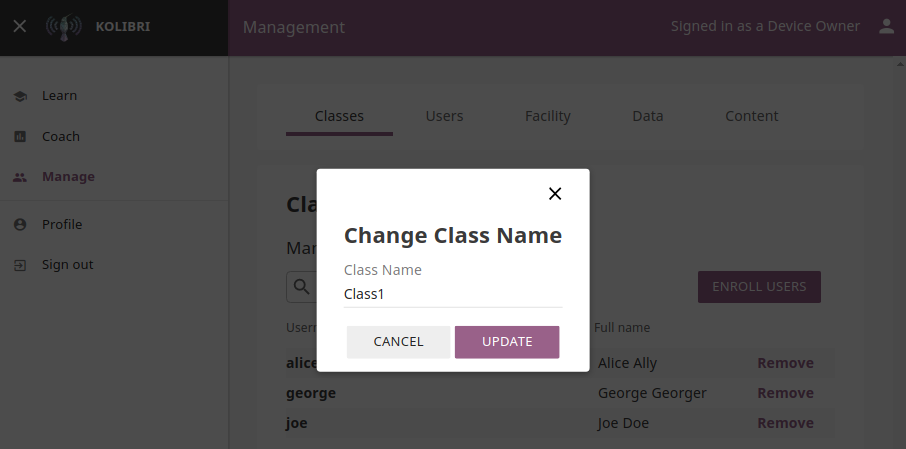 KOLIBRI
Management
Signed in as a Device Owner
Learn
Coach
Manage
Profile
Sign out
Classes Users Facility Data Content
Cla
Change Class Name
Class Name
Class1
CANCEL UPDATE
ENROLL USERS
Full name
alice Alice Ally Remove
george George Georger Remove
joe Joe Doe Remove